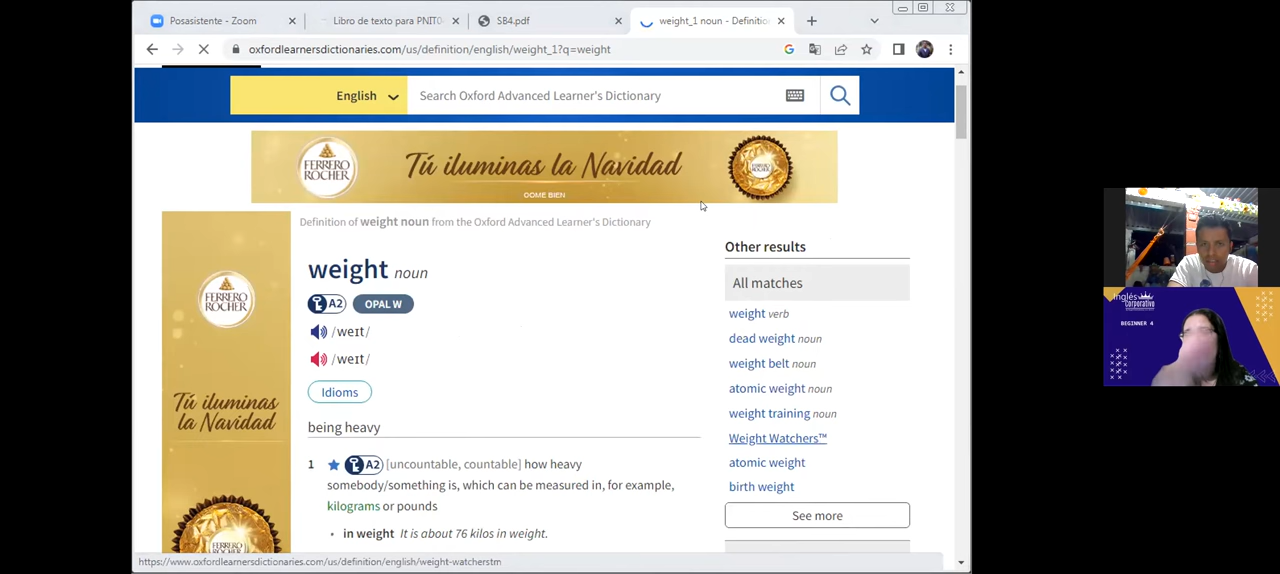 Posasistente - Zoom
Libro de texto para PNIT0
SB4.pdf
weight_1 noun - Definitio
oxfordlearnersdictionaries.com/us/definition/english/weight_1?q=weight
English
Search Oxford Advanced Learner's Dictionary
FERRERO
ROCHER
Tú iluminas la Navidad
COME BIEN
Definition of weight noun from the Oxford Advanced Learner's Dictionary
weight noun
A2 OPAL W
/weɪt/
/weɪt/
Idioms
being heavy
1 A2 [uncountable, countable] how heavy
somebody/something is, which can be measured in, for example,
kilograms or pounds
• in weight It is about 76 kilos in weight.
FERRERO
ROCHER
Tú iluminas
la Navidad
Other results
All matches
weight verb
dead weight noun
weight belt noun
atomic weight noun
weight training noun
Weight Watchers™
atomic weight
birth weight
See more
https://www.oxfordlearnersdictionaries.com/us/definition/english/weight-watcherstm
Inglés
Corporativo
BEGINNER 4